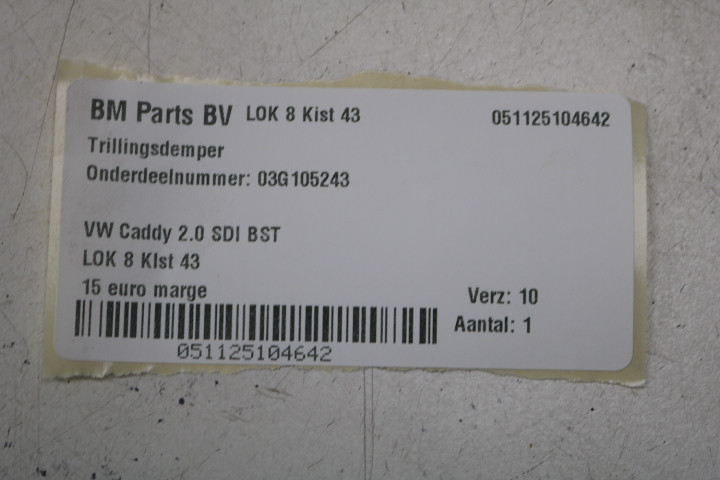 BM Parts BV LOK 8 Kist 43 051125104642
Trillingsdemper
Onderdeelnummer: 03G105243
VW Caddy 2.0 SDI BST
LOK 8 KIst 43
15 euro marge Verz: 10
Aantal: 1
051125104642